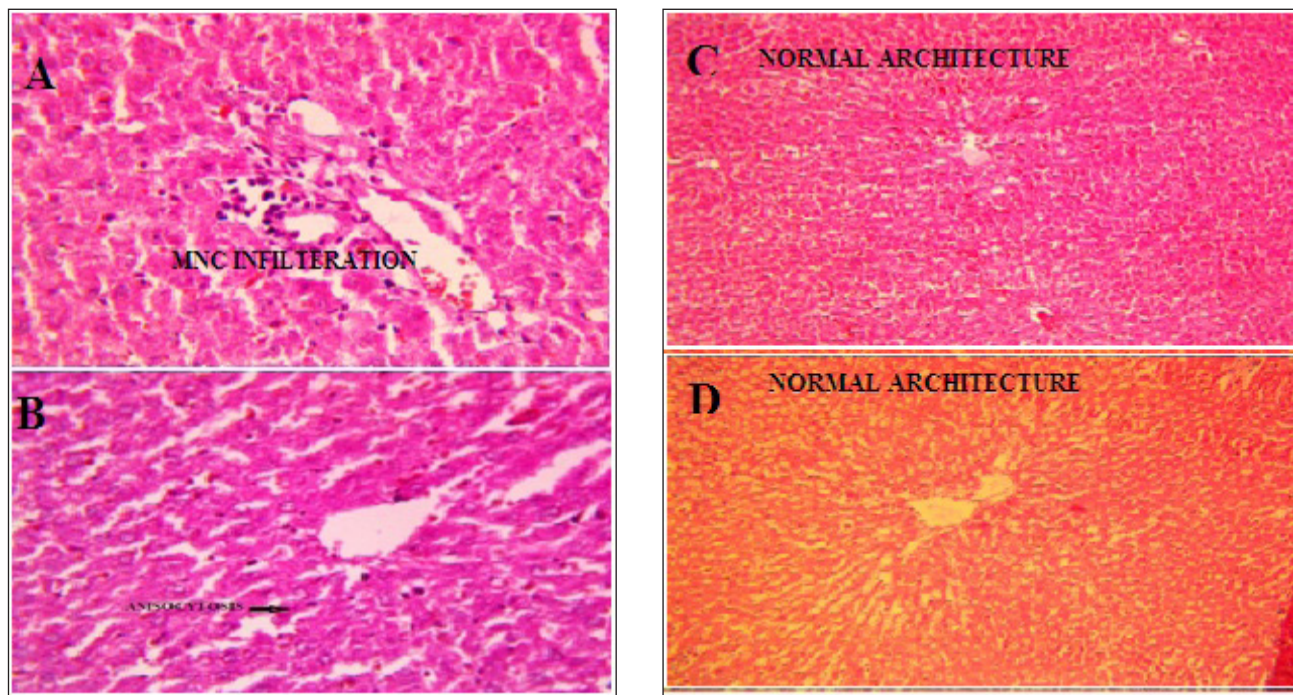 A
MNC INFILTERATION
B
ANISOCYTOSIS
C NORMAL ARCHITECTURE
D NORMAL ARCHITECTURE